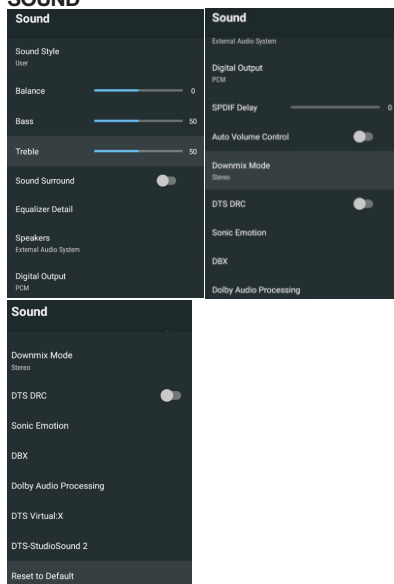 SOUND
Sound
Sound Style
User
Balance 0
Bass 50
Treble 50
Sound Surround
Equalizer Detail
Speakers
External Audio System
Digital Output
PCM
Sound
External Audio System
Digital Output
PCM
SPDIF Delay 0
Auto Volume Control
Downmix Mode
Stereo
DTS DRC
Sonic Emotion
DBX
Dolby Audio Processing
Sound
Downmix Mode
Stereo
DTS DRC
Sonic Emotion
DBX
Dolby Audio Processing
DTS Virtual:X
DTS-StudioSound 2
Reset to Default